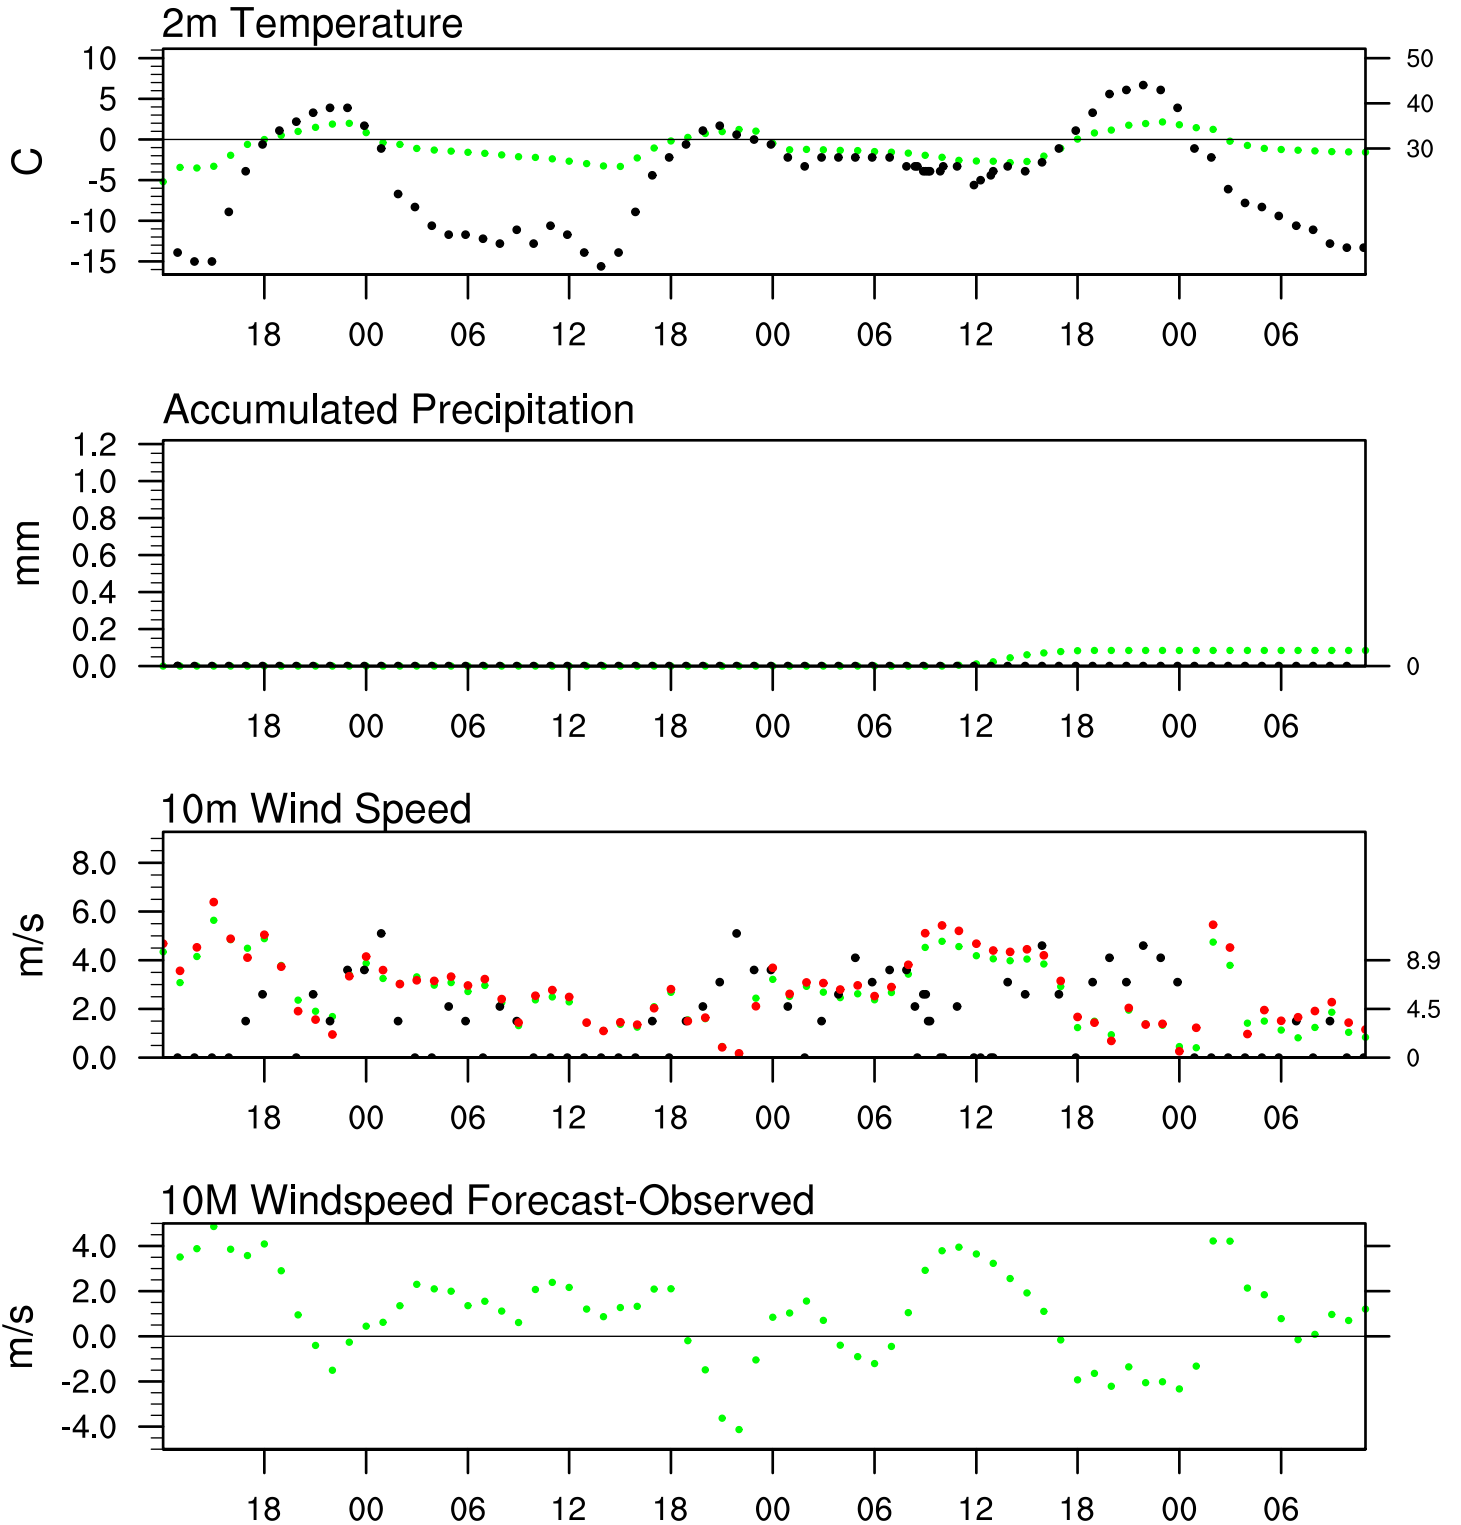 2m Temperature
10 50
5 40
0 30
-5
-10
-15
C
18 00 06 12 18 00 06 12 18 00 06
Accumulated Precipitation
1.2
1.0
0.8
0.6
0.4
0.2
0.0 0
mm
18 00 06 12 18 00 06 12 18 00 06
10m Wind Speed
8.0
6.0
4.0 8.9
2.0 4.5
0.0 0
m/s
18 00 06 12 18 00 06 12 18 00 06
10M Windspeed Forecast-Observed
4.0
2.0
0.0
-2.0
-4.0
m/s
18 00 06 12 18 00 06 12 18 00 06